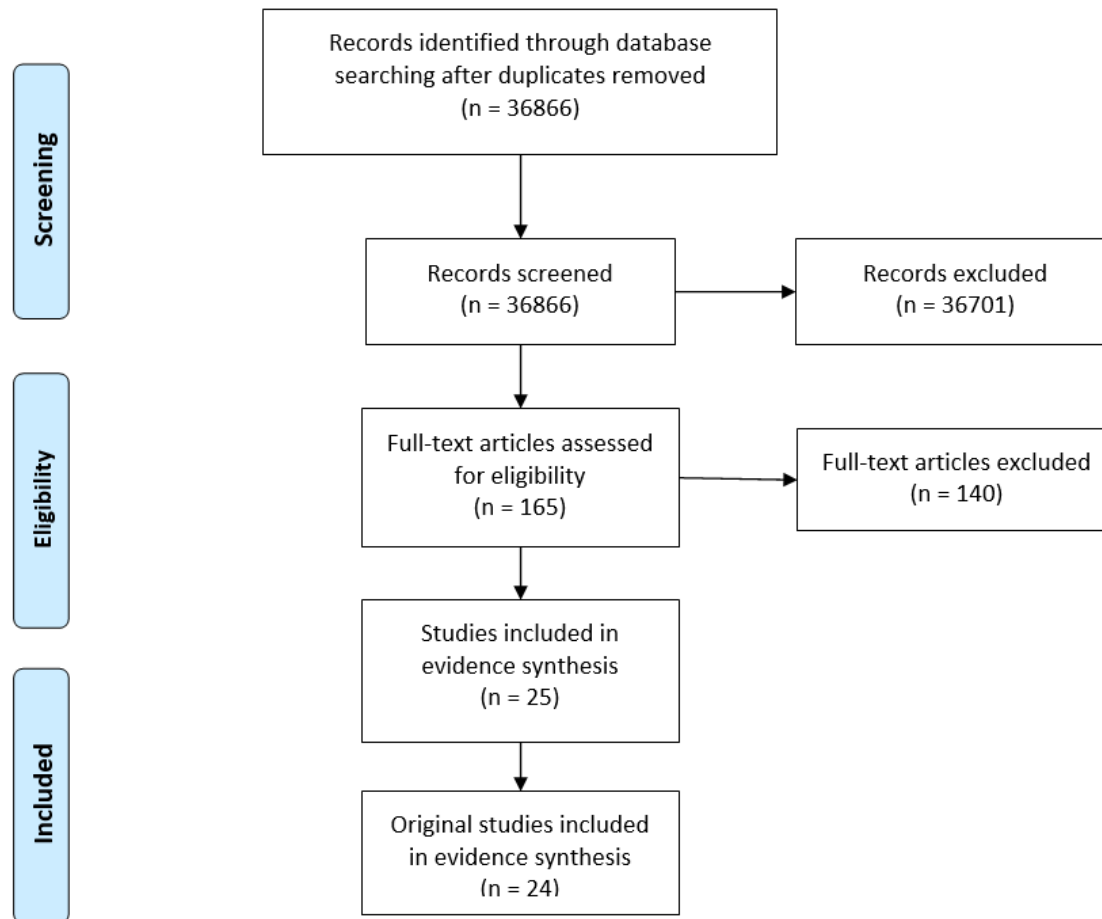 Records identified through database
searching after duplicates removed
(n = 36866)
Screening
Records screened
(n = 36866)
Records excluded
(n = 36701)
Full-text articles assessed
for eligibility
(n = 165)
Full-text articles excluded
(n = 140)
Eligibility
Studies included in
evidence synthesis
(n = 25)
Included
Original studies included
in evidence synthesis
(n = 24)